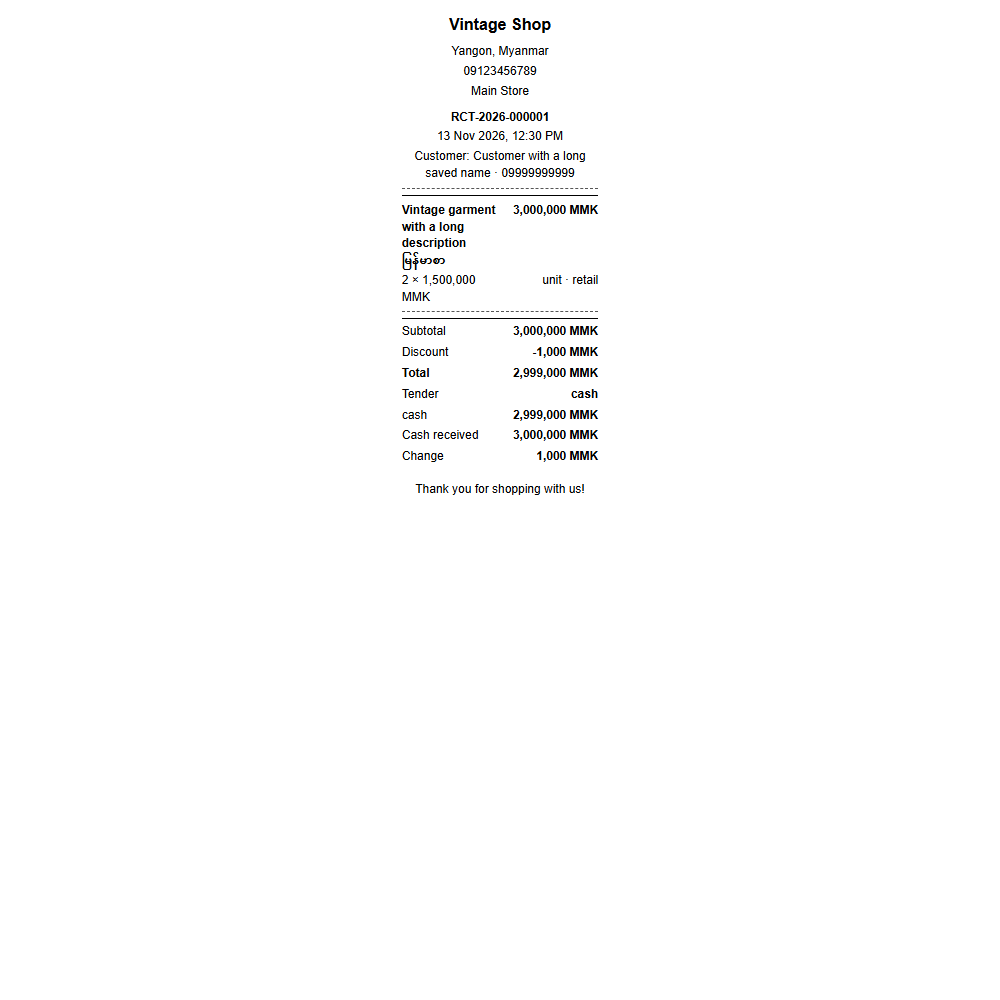 Vintage Shop
Yangon, Myanmar
09123456789
Main Store
RCT-2026-000001
13 Nov 2026, 12:30 PM
Customer: Customer with a long
saved name · 09999999999
Vintage garment 3,000,000 MMK
with a long
description
မြန်မာစာ
2 × 1,500,000 unit · retail
MMK
Subtotal 3,000,000 MMK
Discount -1,000 MMK
Total 2,999,000 MMK
Tender cash
cash 2,999,000 MMK
Cash received 3,000,000 MMK
Change 1,000 MMK
Thank you for shopping with us!